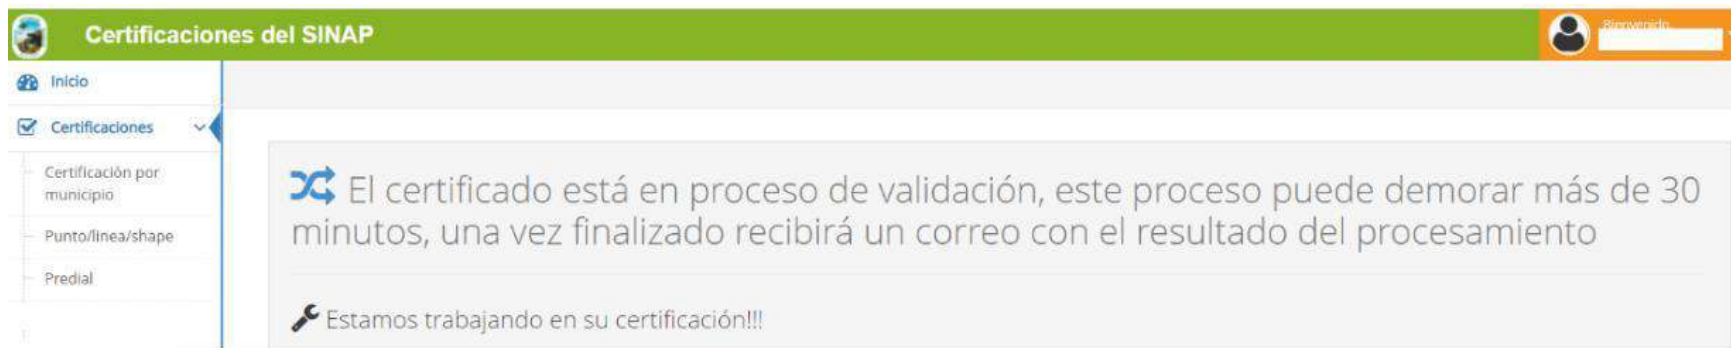 Certificaciones del SINAP
Bienvenido,
Inicio
Certificaciones
Certificación por
municipio
Punto/linea/shape
Predial
El certificado está en proceso de validación, este proceso puede demorar más de 30
minutos, una vez finalizado recibirá un correo con el resultado del procesamiento
Estamos trabajando en su certificación!!!